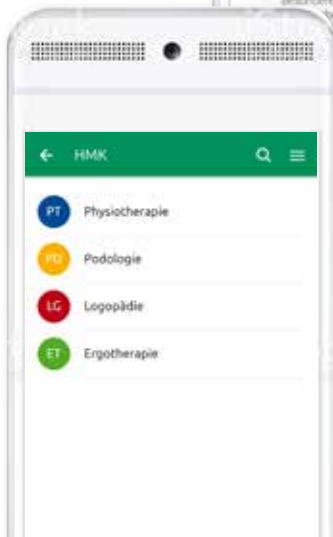 HMK
PT Physiotherapie
PO Podologie
LG Logopädie
ET Ergotherapie